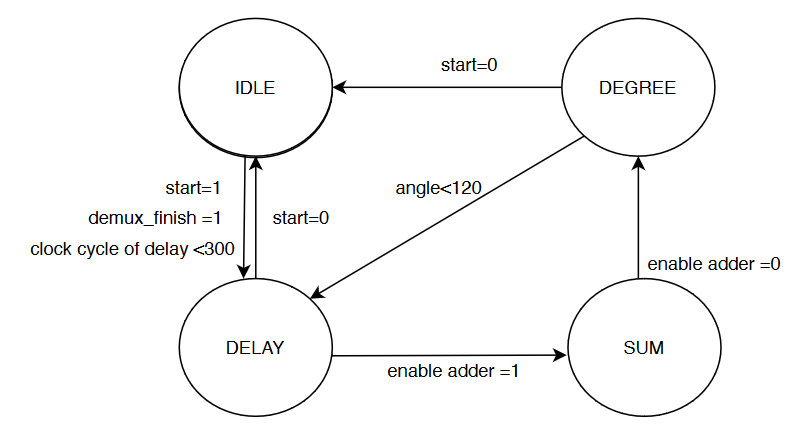 start=0
IDLE
DEGREE
start=1
angle<120
demux_finish =1
start=0
clock cycle of delay <300
enable adder =0
DELAY
SUM
enable adder =1